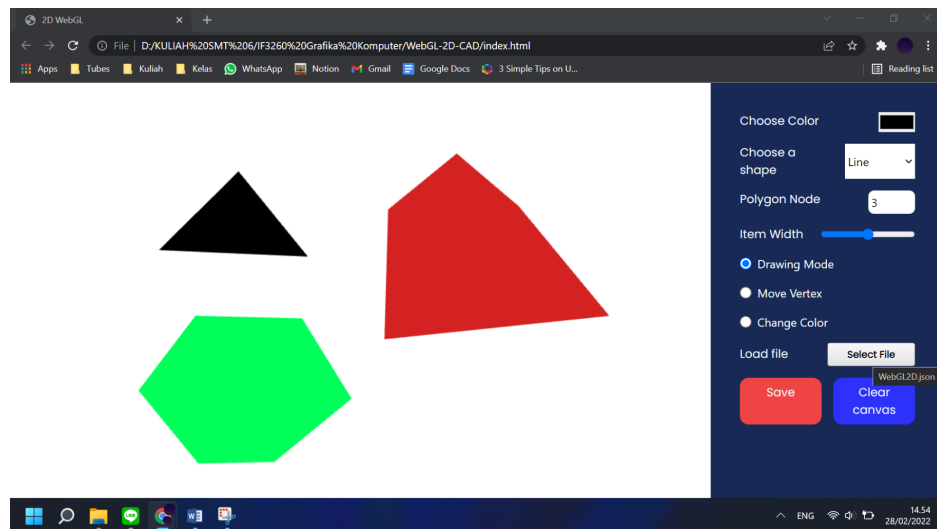 2D WebGL
File | D:/KULIAH%20SMT%206/IF3260%20Grafika%20Komputer/WebGL-2D-CAD/index.html
Apps Tubes Kuliah Kelas WhatsApp Notion Gmail Google Docs 3 Simple Tips on U... Reading list
Choose Color
Choose a
shape
Line
Polygon Node 3
Item Width
Drawing Mode
Move Vertex
Change Color
Load file Select File
WebGL2D.json
Save Clear
canvas
ENG 14.54
28/02/2022